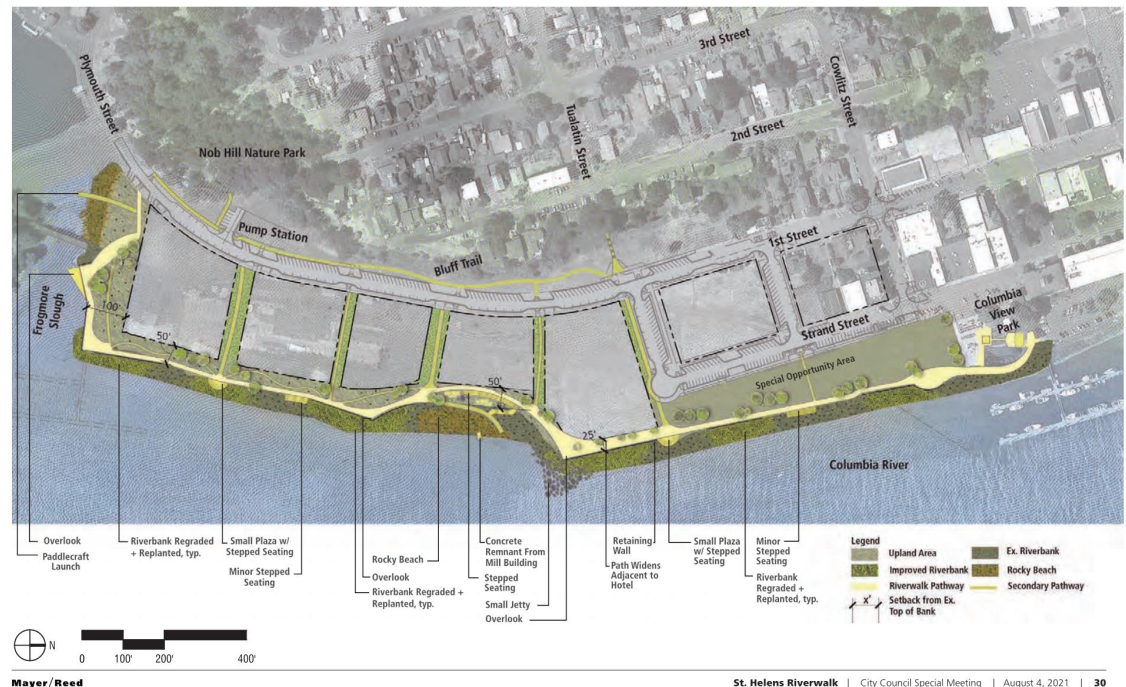 3rd Street
Plymouth Street
Cowlitz Street
Tualatin Street
2nd Street
Nob Hill Nature Park
Pump Station
1st Street
Bluff Trail
Frogmore
Slough
100'
50'
Columbia
View
Park
Strand Street
Special Opportunity Area
50'
25'
Columbia River
Overlook
Paddlecraft
Launch
Riverbank Regraded
+ Replanted, typ.
Small Plaza w/
Stepped Seating
Minor Stepped
Seating
Rocky Beach
Overlook
Riverbank Regraded +
Replanted, typ.
Concrete
Remnant From
Mill Building
Stepped
Seating
Small Jetty
Overlook
Retaining
Wall
Path Widens
Adjacent to
Hotel
Small Plaza
w/ Stepped
Seating
Minor
Stepped
Seating
Riverbank
Regraded +
Replanted, typ.
Legend
Upland Area
Ex. Riverbank
Improved Riverbank
Rocky Beach
Riverwalk Pathway
Secondary Pathway
x'
Setback from Ex.
Top of Bank
N
0 100' 200' 400'
Mayer/Reed
St. Helens Riverwalk | City Council Special Meeting | August 4, 2021 | 30